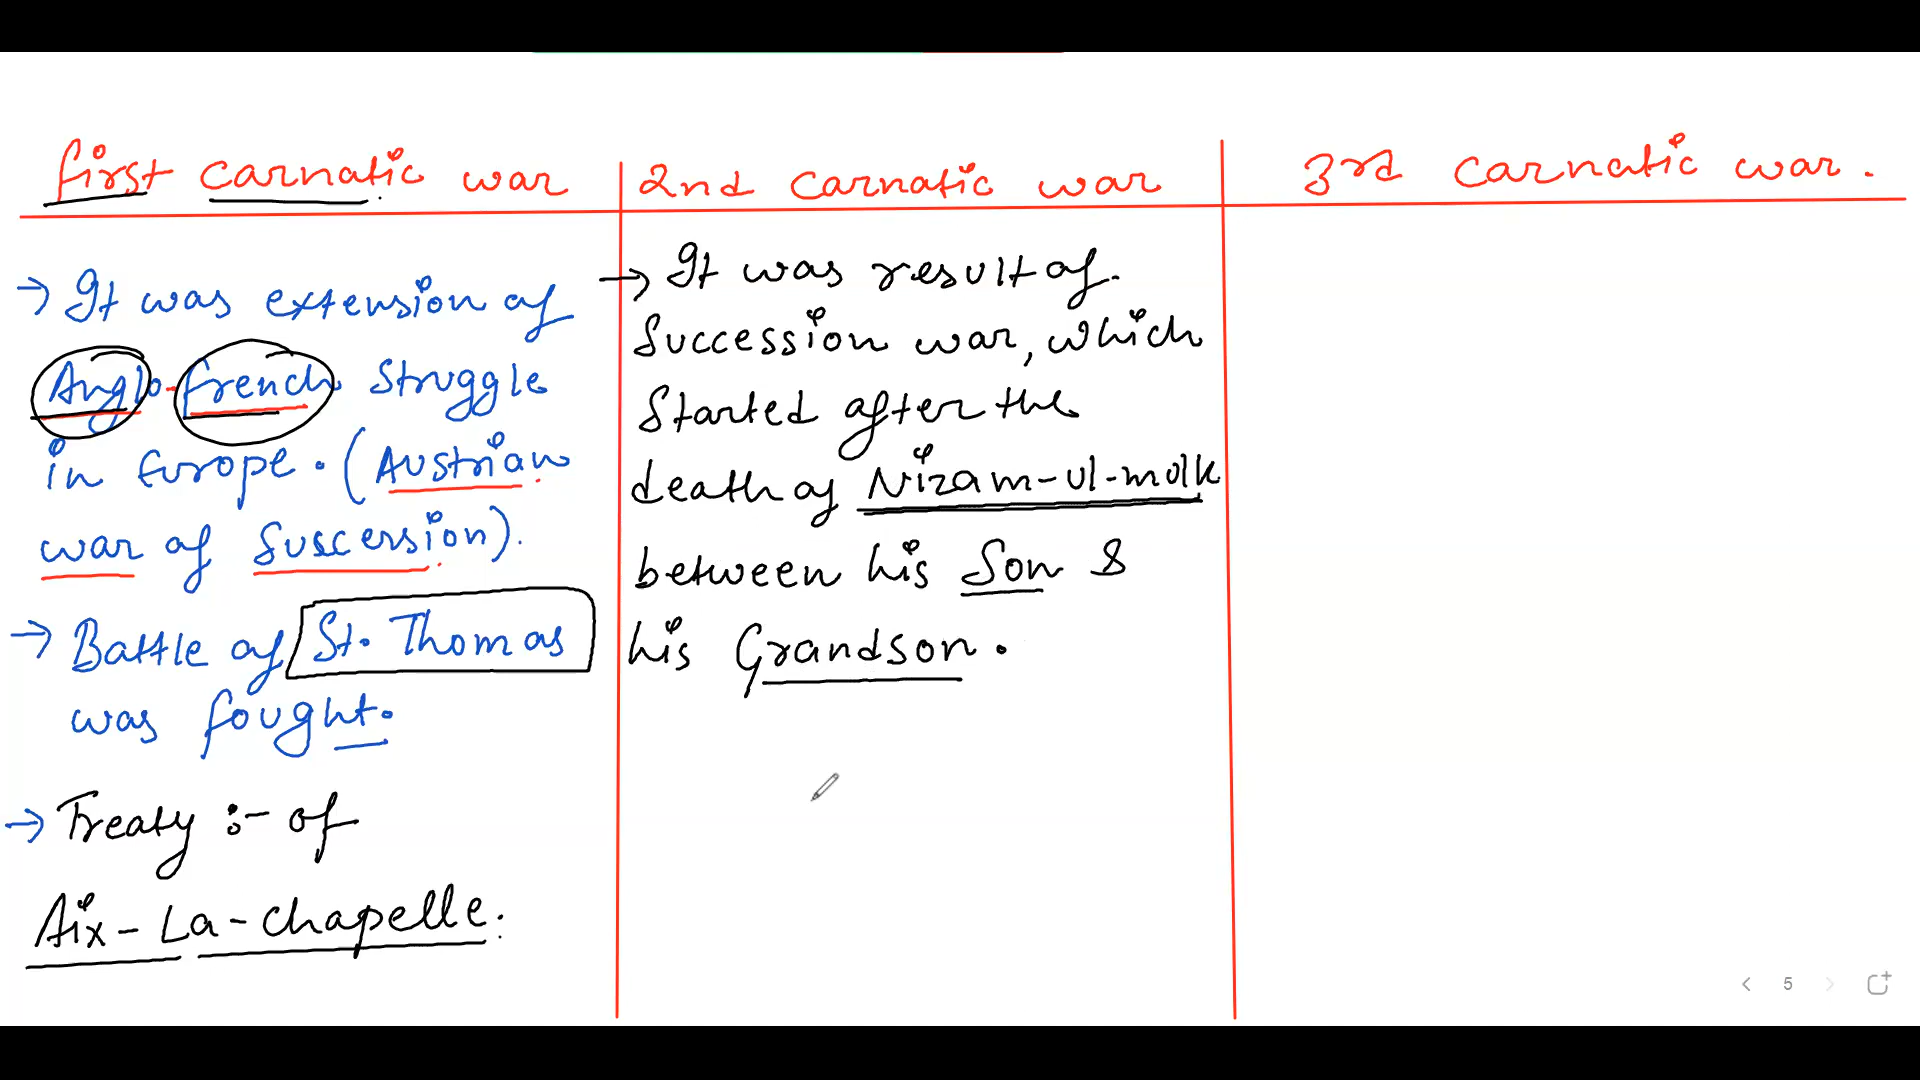 first carnatic war
2nd carnatic war
3rd carnatic war.
→ It was extension of
Anglo-french struggle
in Europe. (Austrian
war of Suscession).
→ Battle of St. Thomas
was fought.
→ Treaty :- of
Aix-La-chapelle.
→ It was result of
Succession war, which
Started after the
death of Nizam-ul-molk
between his Son &
his Grandson.
5